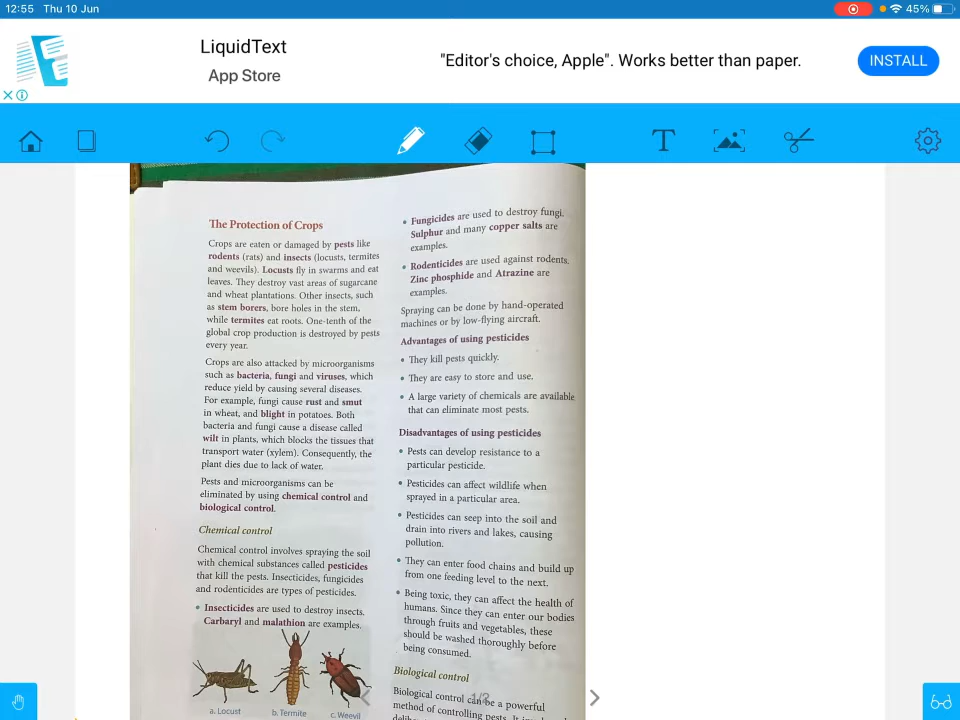 12:55 Thu 10 Jun
45%
LiquidText
App Store
"Editor's choice, Apple". Works better than paper.
INSTALL
T
The Protection of Crops
Crops are eaten or damaged by pests like
rodents (rats) and insects (locusts, termites
and weevils). Locusts fly in swarms and eat
leaves. They destroy vast areas of sugarcane
and wheat plantations. Other insects, such
as stem borers, bore holes in the stem,
while termites eat roots. One-tenth of the
global crop production is destroyed by pests
every year.
Crops are also attacked by microorganisms
such as bacteria, fungi and viruses, which
reduce yield by causing several diseases.
For example, fungi cause rust and smut
in wheat, and blight in potatoes. Both
bacteria and fungi cause a disease called
wilt in plants, which blocks the tissues that
transport water (xylem). Consequently, the
plant dies due to lack of water.
Pests and microorganisms can be
eliminated by using chemical control and
biological control.
Chemical control
Chemical control involves spraying the soil
with chemical substances called pesticides
that kill the pests. Insecticides, fungicides
and rodenticides are types of pesticides.
• Insecticides are used to destroy insects.
Carbaryl and malathion are examples.
a. Locust
b. Termite
c. Weevil
• Fungicides are used to destroy fungi.
Sulphur and many copper salts are
examples.
• Rodenticides are used against rodents.
Zinc phosphide and Atrazine are
examples.
Spraying can be done by hand-operated
machines or by low-flying aircraft.
Advantages of using pesticides
• They kill pests quickly.
• They are easy to store and use.
• A large variety of chemicals are available
that can eliminate most pests.
Disadvantages of using pesticides
• Pests can develop resistance to a
particular pesticide.
• Pesticides can affect wildlife when
sprayed in a particular area.
• Pesticides can seep into the soil and
drain into rivers and lakes, causing
pollution.
• They can enter food chains and build up
from one feeding level to the next.
• Being toxic, they can affect the health of
humans. Since they can enter our bodies
through fruits and vegetables, these
should be washed thoroughly before
being consumed.
Biological control
Biological control can be a powerful
method of controlling pests. It